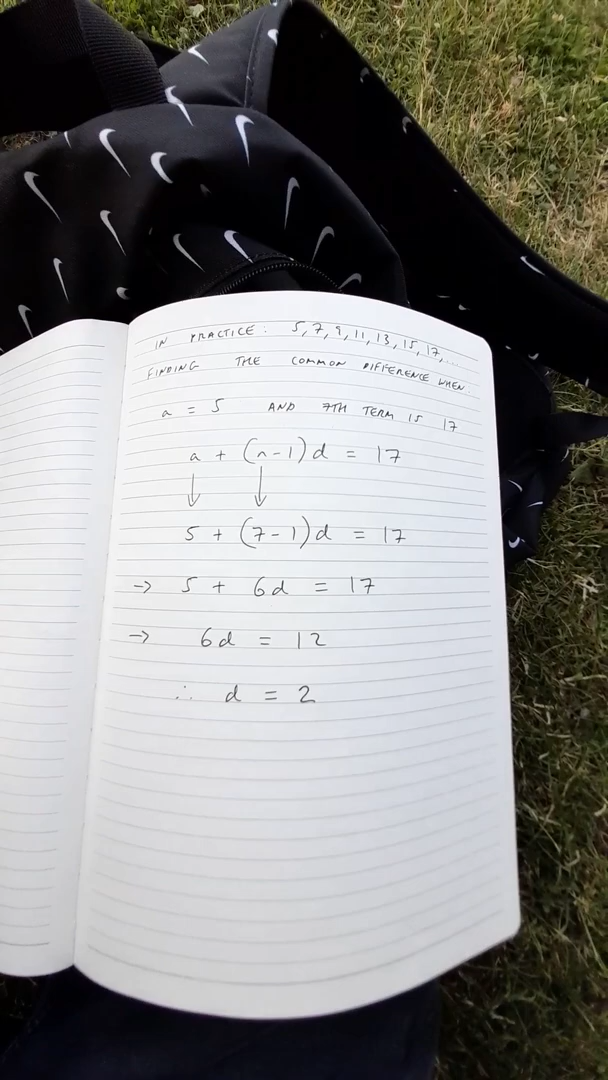 IN PRACTICE: 5, 7, 9, 11, 13, 15, 17,...
FINDING THE COMMON DIFFERENCE WHEN:
a = 5 AND 7TH TERM IS 17
a + (n-1)d = 17
↓ ↓
5 + (7-1)d = 17
→ 5 + 6d = 17
→ 6d = 12
∴ d = 2